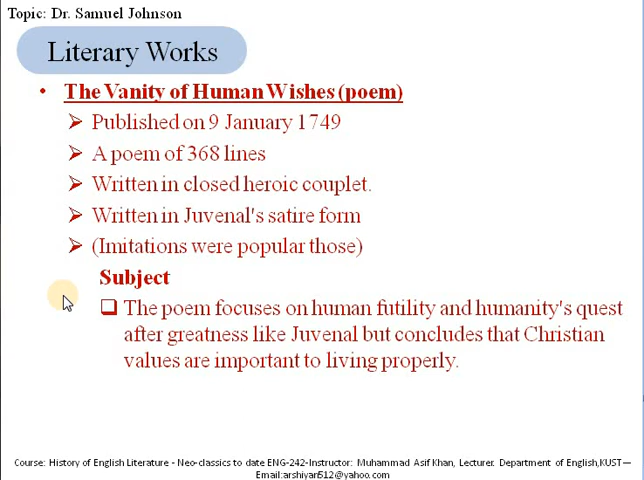 Topic: Dr. Samuel Johnson
Literary Works
• The Vanity of Human Wishes (poem)
➢ Published on 9 January 1749
➢ A poem of 368 lines
➢ Written in closed heroic couplet.
➢ Written in Juvenal's satire form
➢ (Imitations were popular those)
Subject
❑ The poem focuses on human futility and humanity's quest
after greatness like Juvenal but concludes that Christian
values are important to living properly.
Course: History of English Literature - Neo-classics to date ENG-242-Instructor: Muhammad Asif Khan, Lecturer. Department of English,KUST—
Email:arshiyan512@yahoo.com